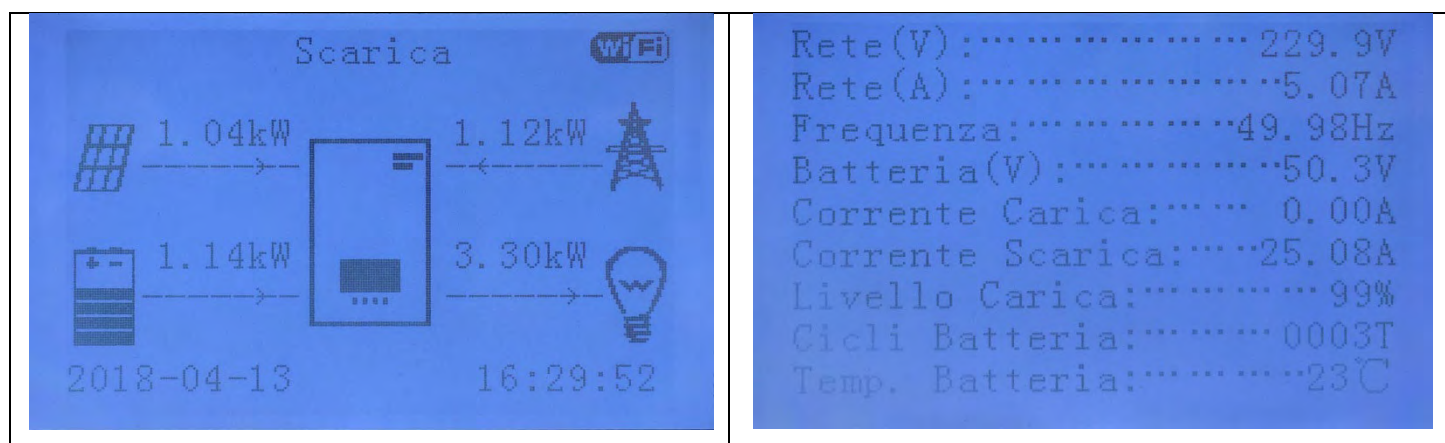 Scarica
WiFi
1.04kW
1.12kW
1.14kW
3.30kW
2018-04-13
16:29:52
Rete(V):⋯⋯⋯⋯⋯⋯229.9V
Rete(A):⋯⋯⋯⋯⋯⋯5.07A
Frequenza:⋯⋯⋯⋯⋯49.98Hz
Batteria(V):⋯⋯⋯⋯50.3V
Corrente Carica:⋯⋯ 0.00A
Corrente Scarica:⋯⋯25.08A
Livello Carica:⋯⋯⋯⋯99%
Cicli Batteria:⋯⋯⋯0003T
Temp. Batteria:⋯⋯⋯23℃